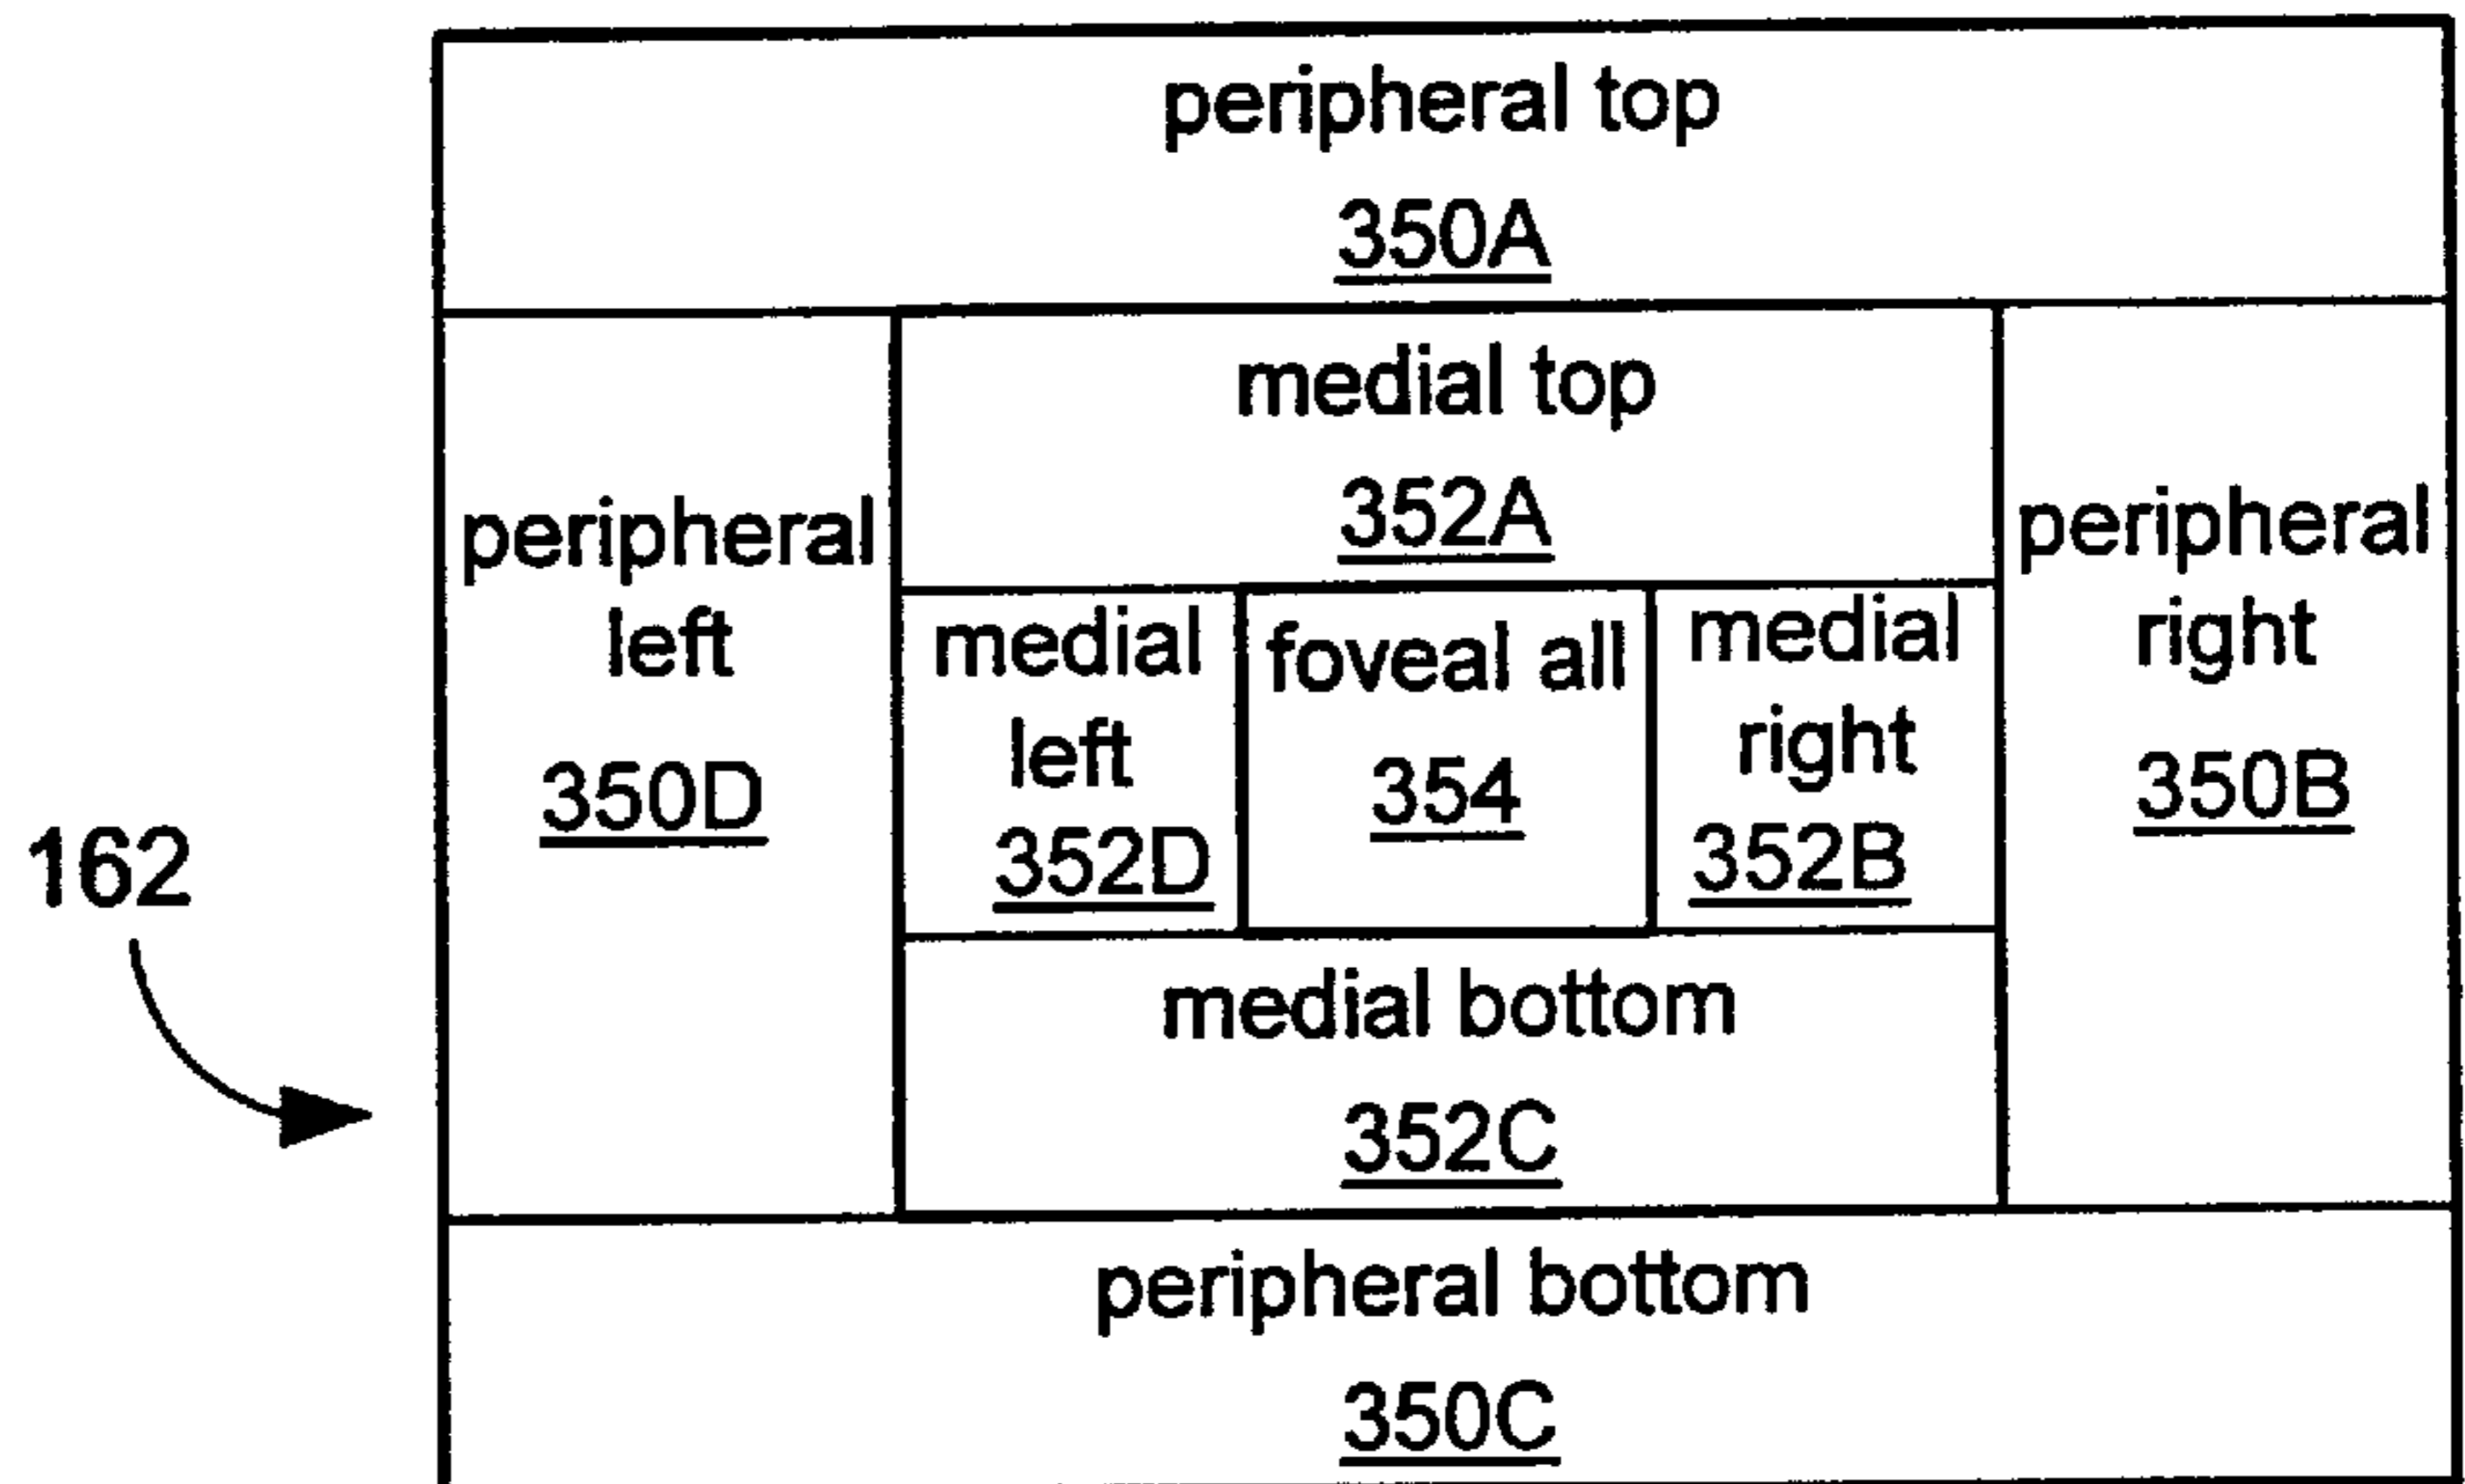 peripheral top
350A
medial top
352A
peripheral
left
350D
medial
left
352D
foveal all
354
medial
right
352B
peripheral
right
350B
162
medial bottom
352C
peripheral bottom
350C